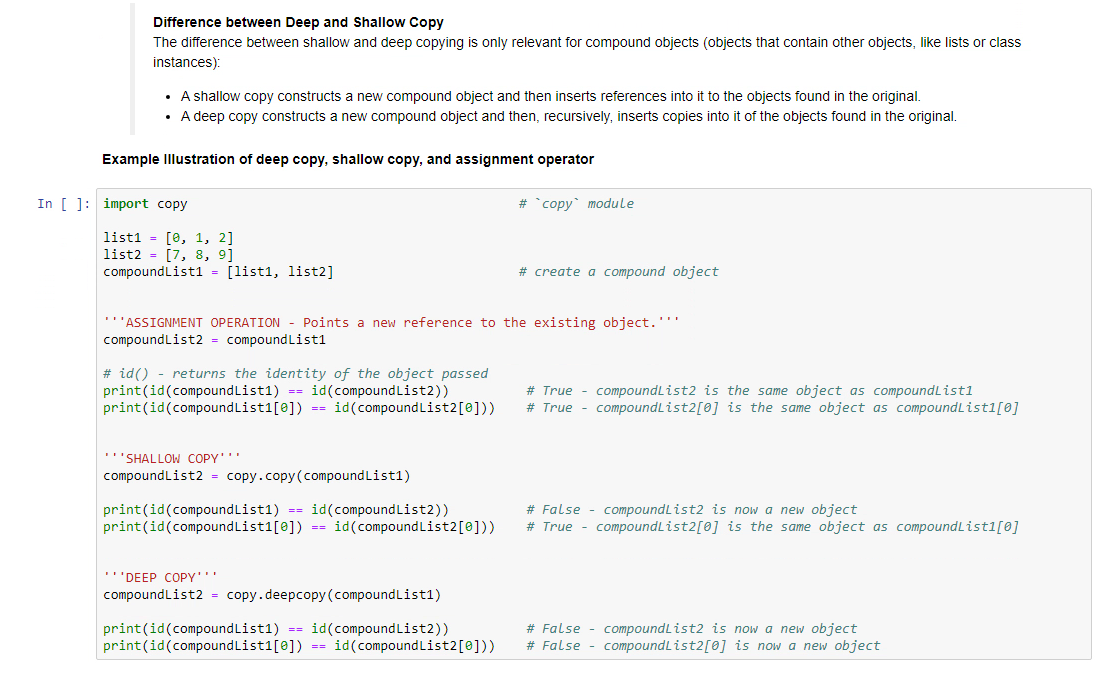 Difference between Deep and Shallow Copy
The difference between shallow and deep copying is only relevant for compound objects (objects that contain other objects, like lists or class
instances):
• A shallow copy constructs a new compound object and then inserts references into it to the objects found in the original.
• A deep copy constructs a new compound object and then, recursively, inserts copies into it of the objects found in the original.
Example Illustration of deep copy, shallow copy, and assignment operator
In [ ]: import copy # `copy` module
list1 = [0, 1, 2]
list2 = [7, 8, 9]
compoundList1 = [list1, list2] # create a compound object
'''ASSIGNMENT OPERATION - Points a new reference to the existing object.'''
compoundList2 = compoundList1
# id() - returns the identity of the object passed
print(id(compoundList1) == id(compoundList2)) # True - compoundList2 is the same object as compoundList1
print(id(compoundList1[0]) == id(compoundList2[0])) # True - compoundList2[0] is the same object as compoundList1[0]
'''SHALLOW COPY'''
compoundList2 = copy.copy(compoundList1)
print(id(compoundList1) == id(compoundList2)) # False - compoundList2 is now a new object
print(id(compoundList1[0]) == id(compoundList2[0])) # True - compoundList2[0] is the same object as compoundList1[0]
'''DEEP COPY'''
compoundList2 = copy.deepcopy(compoundList1)
print(id(compoundList1) == id(compoundList2)) # False - compoundList2 is now a new object
print(id(compoundList1[0]) == id(compoundList2[0])) # False - compoundList2[0] is now a new object